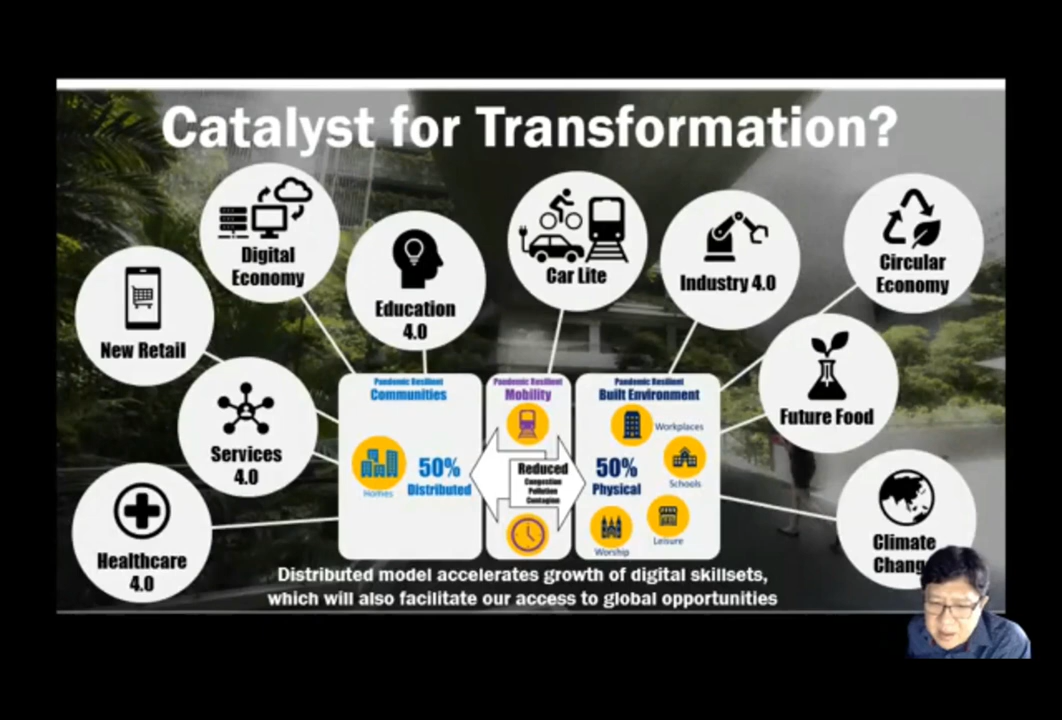 Catalyst for Transformation?
Digital
Economy
Education
4.0
Car Lite
Industry 4.0
Circular
Economy
New Retail
Services
4.0
Healthcare
4.0
Future Food
Climate
Pandemic Resilient
Communities
Homes
50%
Distributed
Pandemic Resilient
Mobility
Reduced
Congestion
Pollution
Contagion
Pandemic Resilient
Built Environment
Workplaces
50%
Physical
Schools
Leisure
Worship
Distributed model accelerates growth of digital skillsets,
which will also facilitate our access to global opportunities